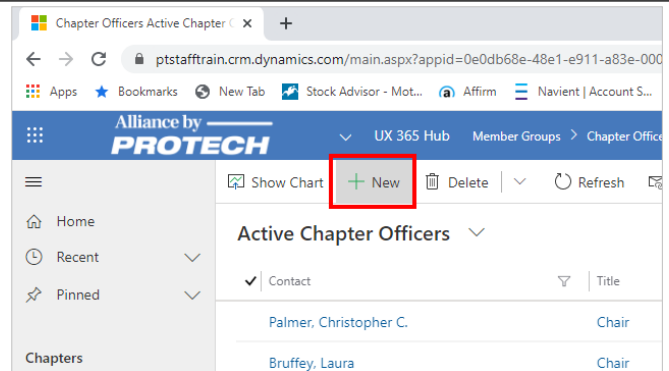 Chapter Officers Active Chapter C
ptstafftrain.crm.dynamics.com/main.aspx?appid=0e0db68e-48e1-e911-a83e-000
Apps Bookmarks New Tab Stock Advisor - Mot... Affirm Navient | Account S...
Alliance by
PROTECH
UX 365 Hub Member Groups > Chapter Office
Show Chart + New Delete Refresh
Home
Active Chapter Officers
Recent
Contact Title
Pinned
Palmer, Christopher C. Chair
Chapters
Bruffey, Laura Chair